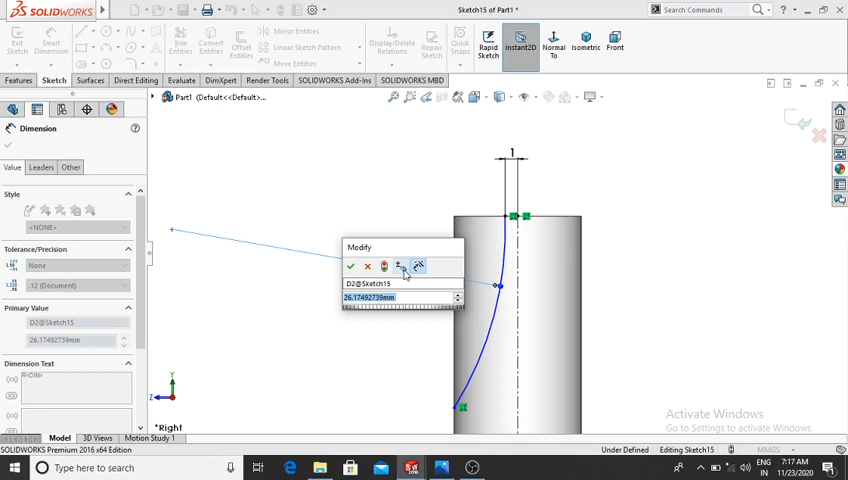 SOLIDWORKS
Sketch15 of Part1 *
Search Commands
Exit Sketch
Smart Dimension
Trim Entities
Convert Entities
Offset Entities
Mirror Entities
Linear Sketch Pattern
Move Entities
Display/Delete Relations
Repair Sketch
Quick Snaps
Rapid Sketch
Instant2D
Normal To
Isometric
Front
Features
Sketch
Surfaces
Direct Editing
Evaluate
DimXpert
Render Tools
SOLIDWORKS Add-Ins
SOLIDWORKS MBD
Part1 (Default<<Default>...
Dimension
Value
Leaders
Other
Style
<NONE>
Tolerance/Precision
None
.12 (Document)
Primary Value
D2@Sketch15
26.17492739mm
Dimension Text
R<DIM>
1
Modify
D2@Sketch15
26.17492739mm
Y
Z
*Right
Activate Windows
Go to Settings to activate Windows.
Model
3D Views
Motion Study 1
SOLIDWORKS Premium 2016 x64 Edition
Under Defined
Editing Sketch15
MMGS
Type here to search
ENG
IN
7:17 AM
11/23/2020